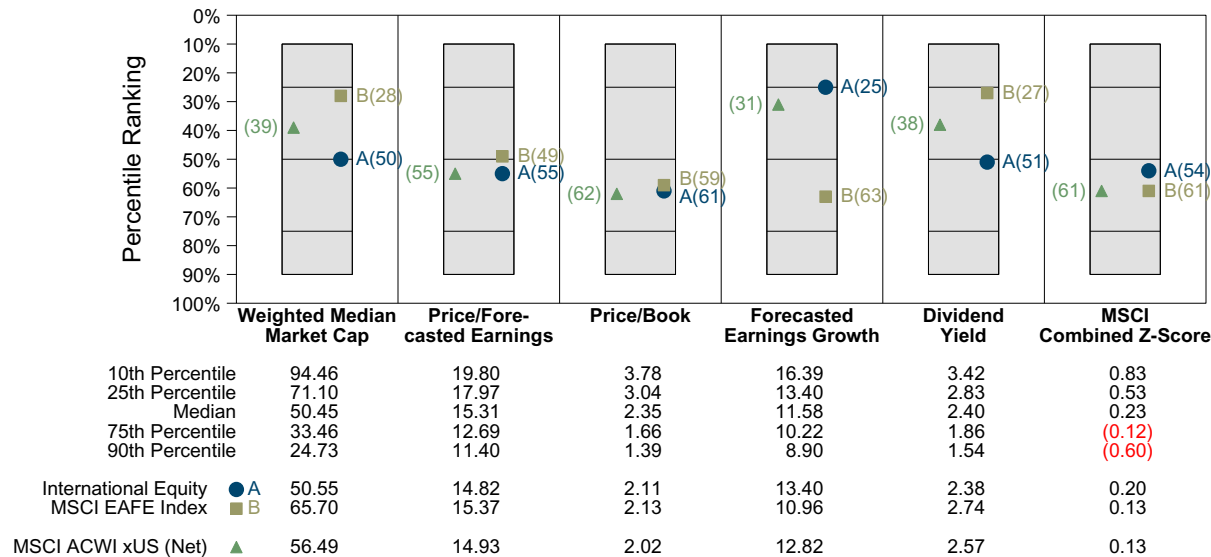 Percentile Ranking
0%
10%
20%
30%
40%
50%
60%
70%
80%
90%
100%
B(28)
(39)
A(50)
B(49)
(55) A(55)
B(59)
(62) A(61)
A(25)
(31)
B(63)
B(27)
(38)
A(51)
A(54)
(61) B(61)
Weighted Median
Market Cap
Price/Fore-
casted Earnings
Price/Book
Forecasted
Earnings Growth
Dividend
Yield
MSCI
Combined Z-Score
10th Percentile 94.46 19.80 3.78 16.39 3.42 0.83
25th Percentile 71.10 17.97 3.04 13.40 2.83 0.53
Median 50.45 15.31 2.35 11.58 2.40 0.23
75th Percentile 33.46 12.69 1.66 10.22 1.86 (0.12)
90th Percentile 24.73 11.40 1.39 8.90 1.54 (0.60)
International Equity A 50.55 14.82 2.11 13.40 2.38 0.20
MSCI EAFE Index B 65.70 15.37 2.13 10.96 2.74 0.13
MSCI ACWI xUS (Net) 56.49 14.93 2.02 12.82 2.57 0.13